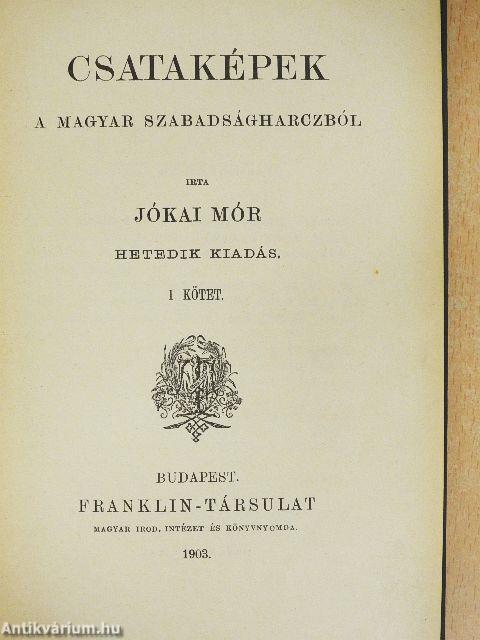 CSATAKÉPEK
A MAGYAR SZABADSÁGHARCZBÓL
IRTA
JÓKAI MÓR
HETEDIK KIADÁS.
I KÖTET.
BUDAPEST.
FRANKLIN-TÁRSULAT
MAGYAR IROD. INTÉZET ÉS KÖNYVNYOMDA.
1903.
Antikvárium.hu